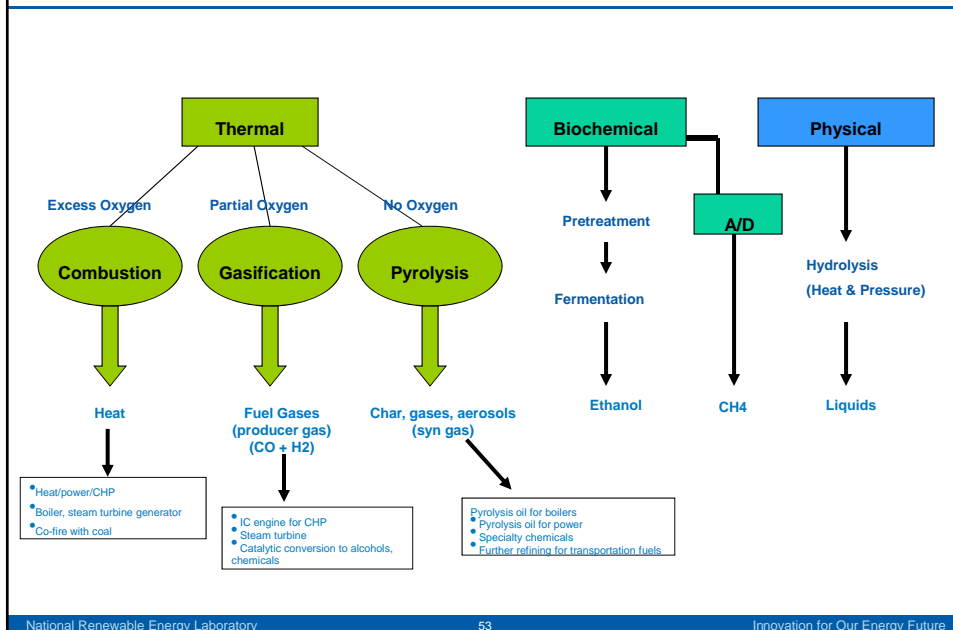 Thermal
Biochemical
Physical
Excess Oxygen
Partial Oxygen
No Oxygen
Pretreatment
A/D
Combustion
Gasification
Pyrolysis
Hydrolysis
(Heat & Pressure)
Fermentation
Heat
Fuel Gases
(producer gas)
(CO + H2)
Char, gases, aerosols
(syn gas)
Ethanol
CH4
Liquids
•Heat/power/CHP
•Boiler, steam turbine generator
•Co-fire with coal
• IC engine for CHP
• Steam turbine
• Catalytic conversion to alcohols,
chemicals
Pyrolysis oil for boilers
• Pyrolysis oil for power
• Specialty chemicals
• Further refining for transportation fuels
National Renewable Energy Laboratory
53
Innovation for Our Energy Future